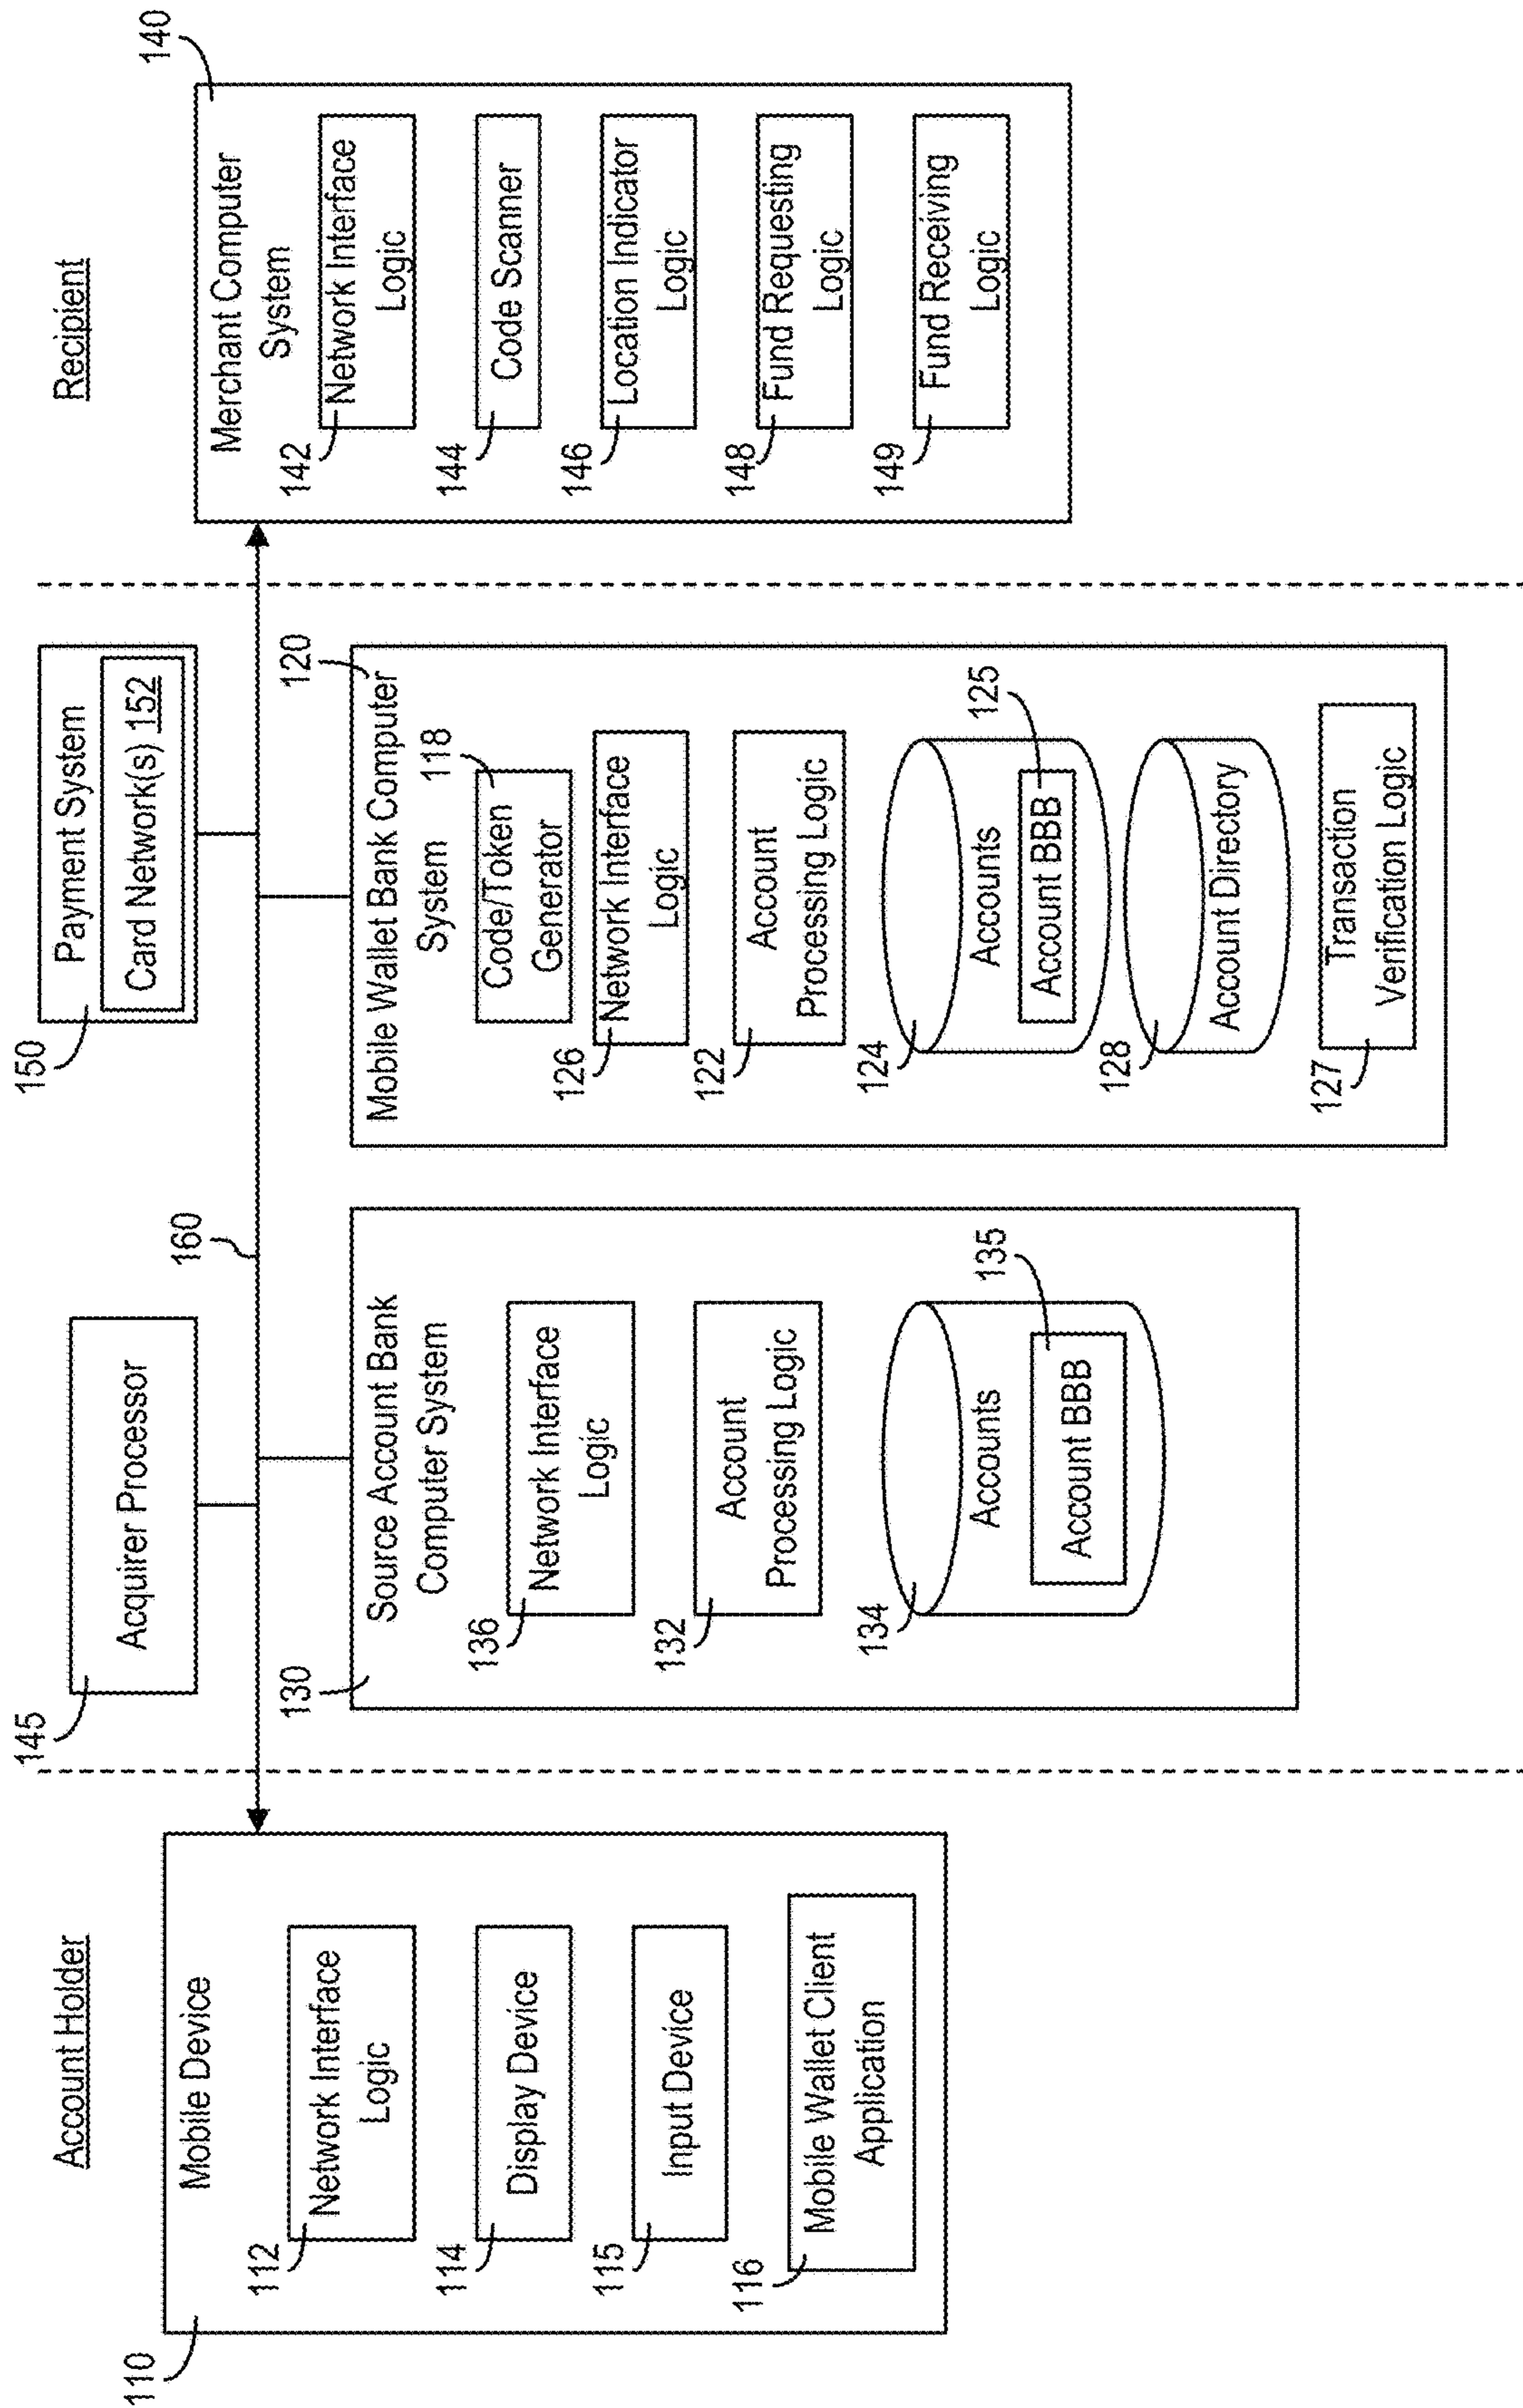 Account Holder
110
Mobile Device
112
Network Interface
Logic
114
Display Device
115
Input Device
116
Mobile Wallet Client
Application
145
Acquirer Processor
160
130
Source Account Bank
Computer System
136
Network Interface
Logic
132
Account
Processing Logic
134
Accounts
135
Account BBB
150
Payment System
Card Network(s) 152
120
Mobile Wallet Bank Computer
System
118
Code/Token
Generator
126
Network Interface
Logic
122
Account
Processing Logic
124
Accounts
125
Account BBB
128
Account Directory
127
Transaction
Verification Logic
Recipient
140
Merchant Computer
System
142
Network Interface
Logic
144
Code Scanner
146
Location Indicator
Logic
148
Fund Requesting
Logic
149
Fund Receiving
Logic